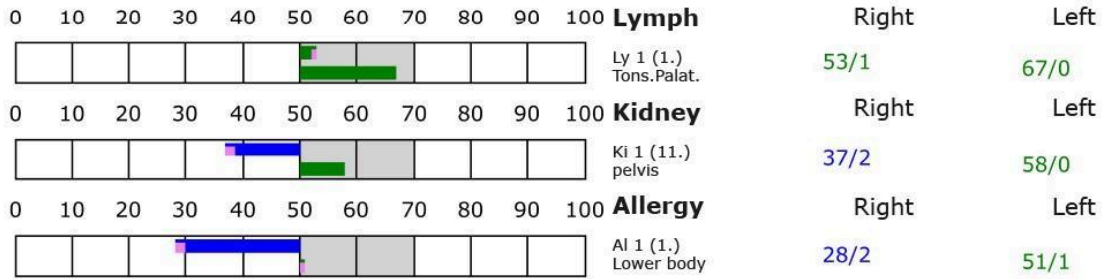 0 10 20 30 40 50 60 70 80 90 100 Lymph Right Left
Ly 1 (1.)
Tons.Palat.
53/1 67/0
0 10 20 30 40 50 60 70 80 90 100 Kidney Right Left
Ki 1 (11.)
pelvis
37/2 58/0
0 10 20 30 40 50 60 70 80 90 100 Allergy Right Left
Al 1 (1.)
Lower body
28/2 51/1